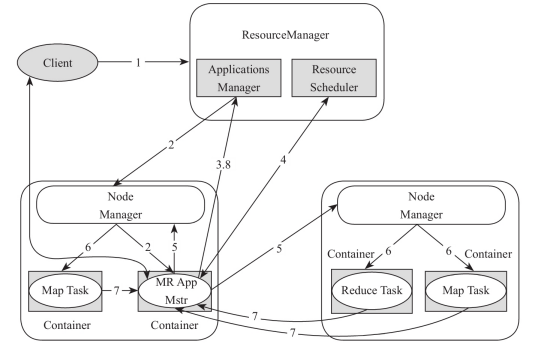 ResourceManager
Client
1
Applications
Manager
Resource
Scheduler
2
3.8
4
Node
Manager
Node
Manager
6
2
5
5
Container
6
6
Container
Map Task
7
MR App
Mstr
Reduce Task
Map Task
Container
Container
7
7